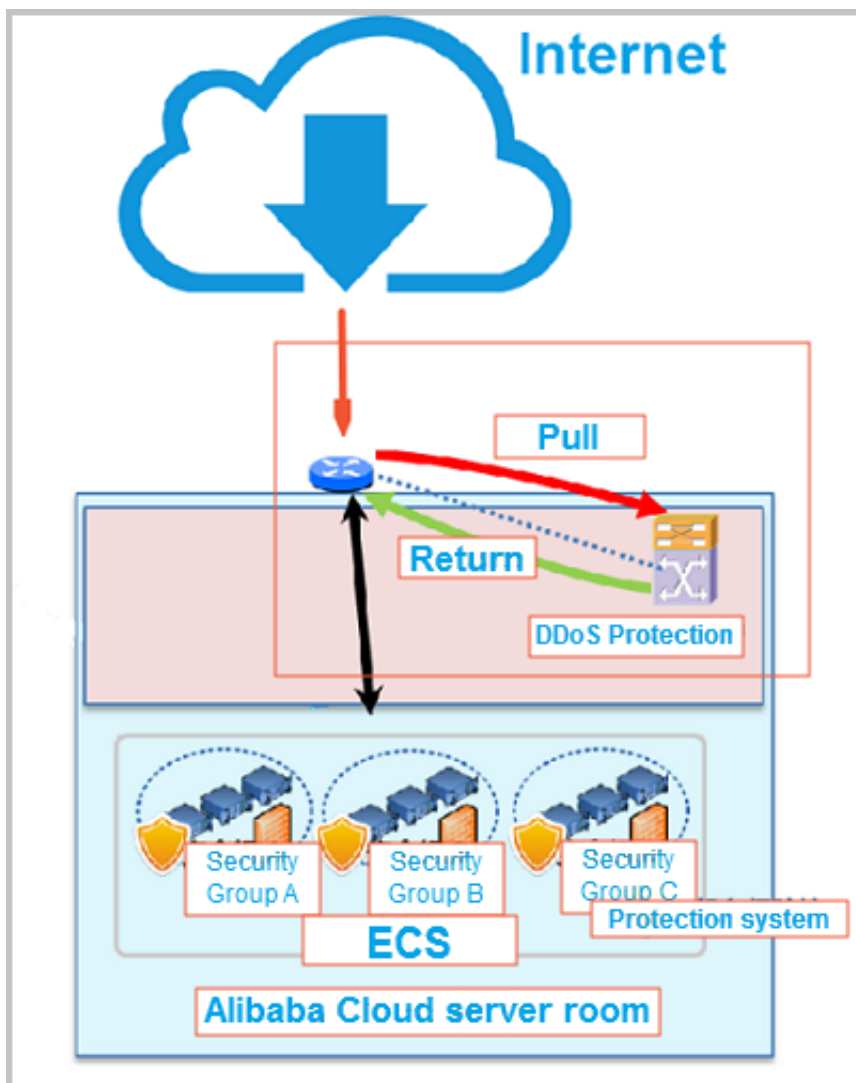 Internet
Pull
Return
DDoS Protection
Security
Group A
Security
Group B
Security
Group C
Protection system
ECS
Alibaba Cloud server room